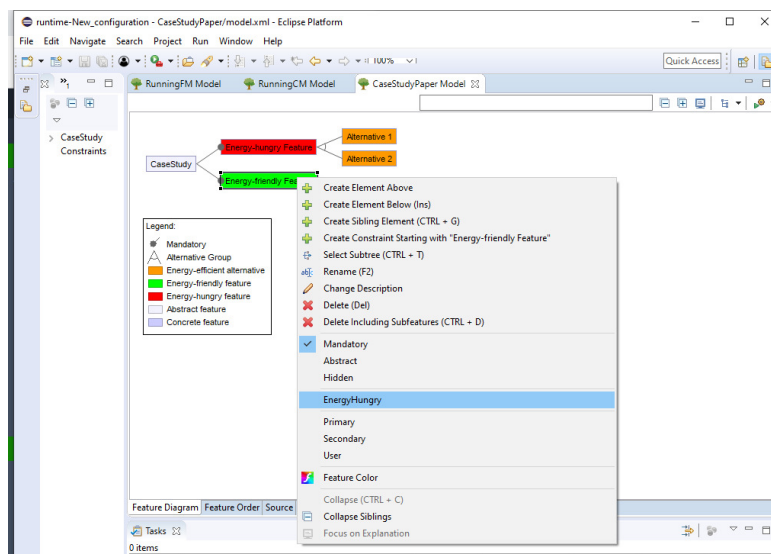 runtime-New_configuration - CaseStudyPaper/model.xml - Eclipse Platform
File Edit Navigate Search Project Run Window Help
100%
Quick Access
RunningFM Model
RunningCM Model
CaseStudyPaper Model
CaseStudy
Constraints
CaseStudy
Energy-hungry Feature
Alternative 1
Alternative 2
Energy-friendly Fea
Legend:
Mandatory
Alternative Group
Energy-efficient alternative
Energy-friendly feature
Energy-hungry feature
Abstract feature
Concrete feature
Create Element Above
Create Element Below (Ins)
Create Sibling Element (CTRL + G)
Create Constraint Starting with "Energy-friendly Feature"
Select Subtree (CTRL + T)
Rename (F2)
Change Description
Delete (Del)
Delete Including Subfeatures (CTRL + D)
Mandatory
Abstract
Hidden
EnergyHungry
Primary
Secondary
User
Feature Color
Collapse (CTRL + C)
Collapse Siblings
Focus on Explanation
Feature Diagram Feature Order Source
Tasks
0 items